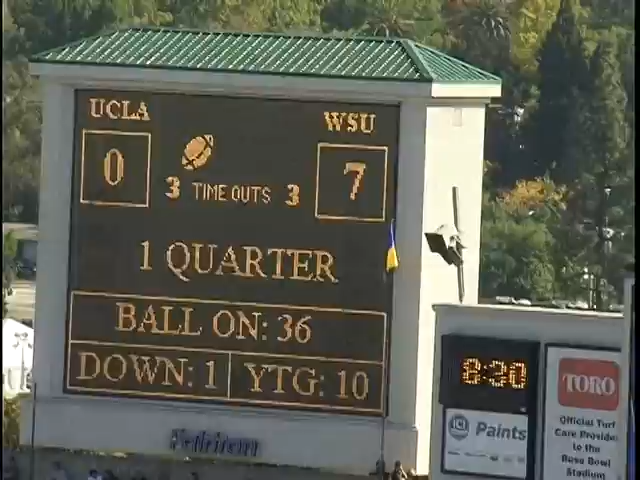 UCLA
WSU
0
7
3 TIME OUTS 3
1 QUARTER
BALL ON: 36
DOWN: 1 YTG: 10
8:20
ICI Paints
TORO
Official Turf
Care Provider
to the
Rose Bowl
Stadium